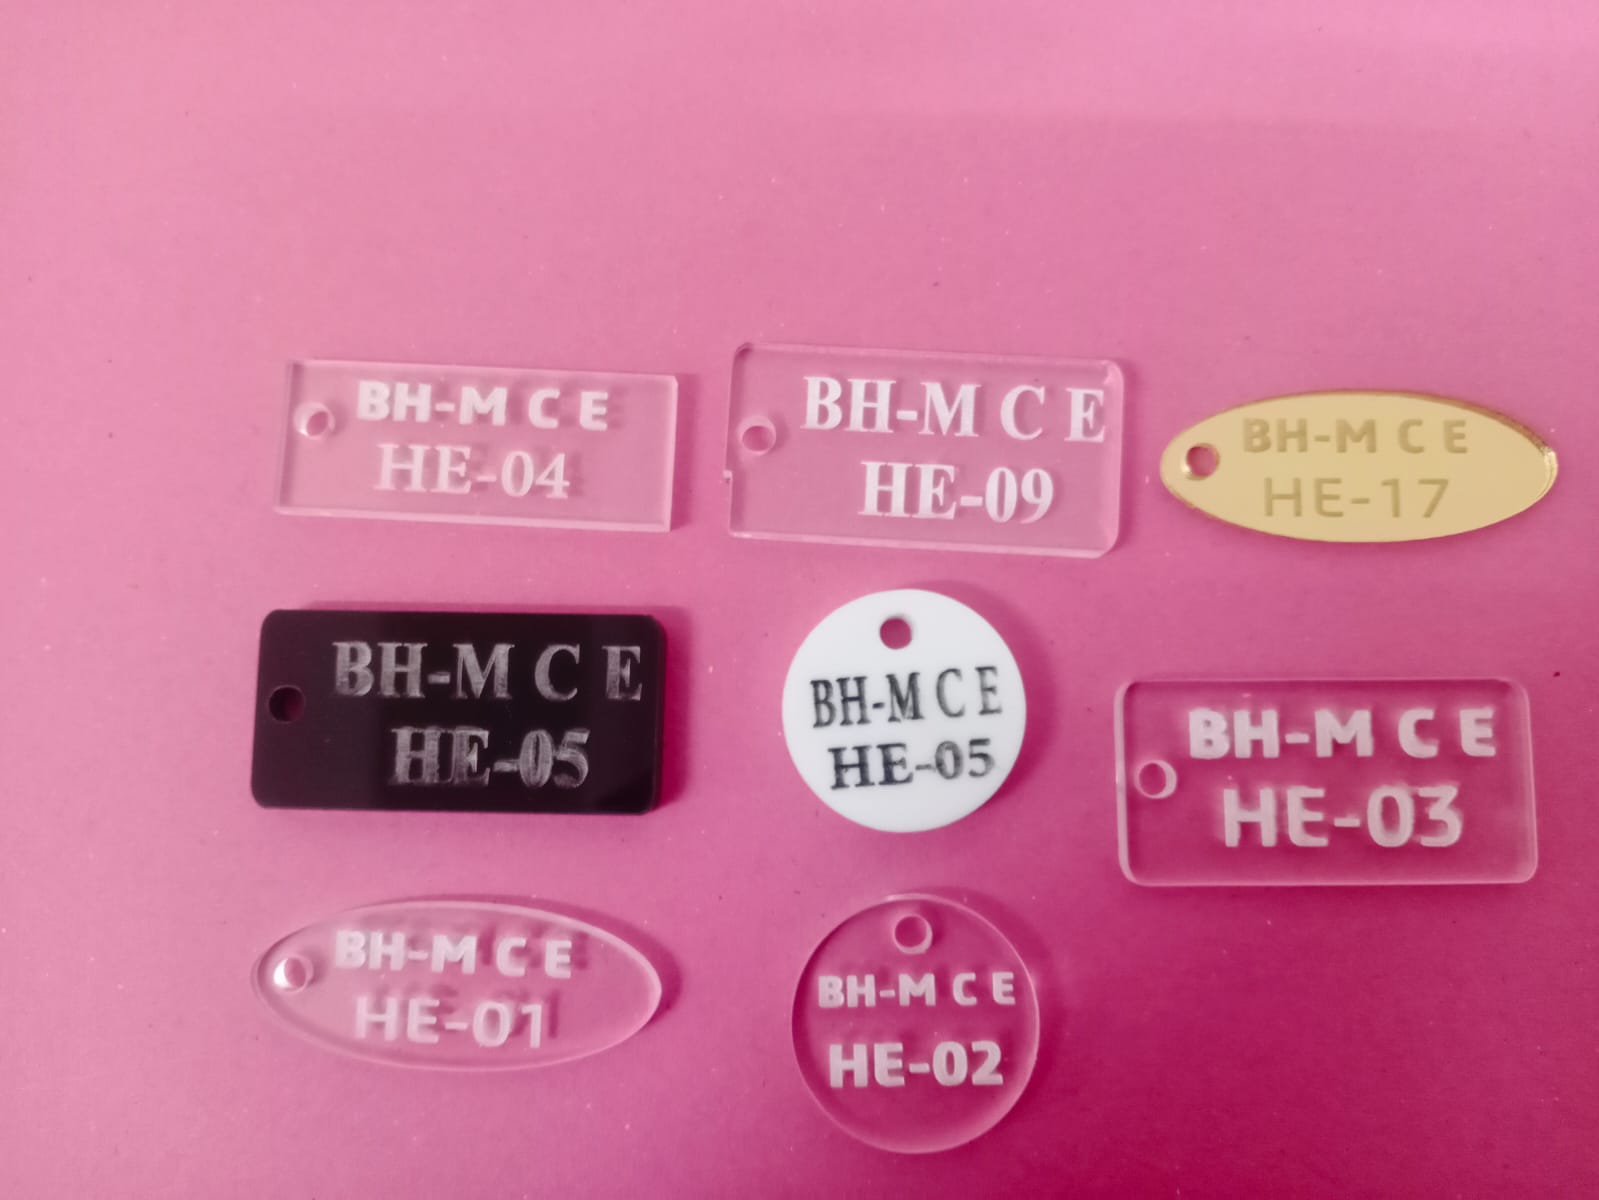 BH-M C E
HE-04
BH-M C E
HE-09
BH-M C E
HE-17
BH-M C E
HE-05
BH-M C E
HE-05
BH-M C E
HE-03
BH-M C E
HE-01
BH-M C E
HE-02